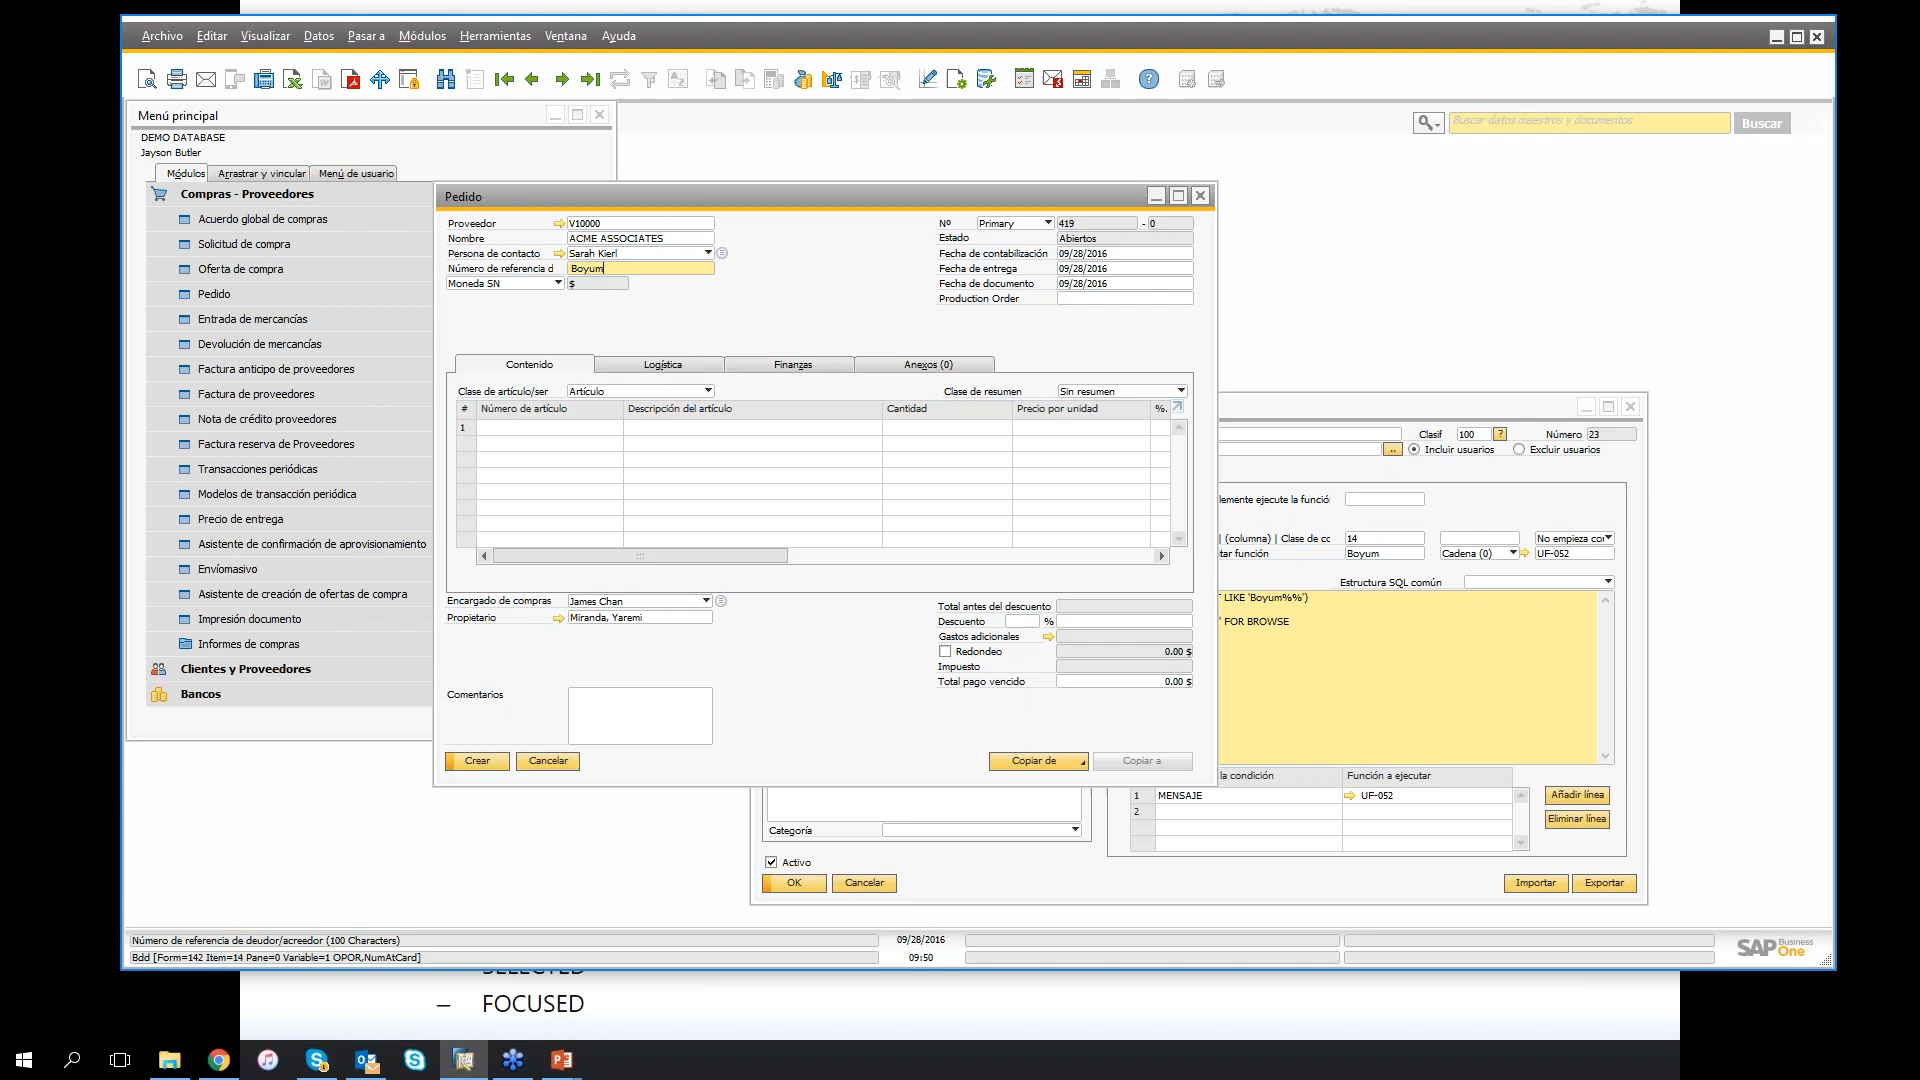 Archivo Editar Visualizar Datos Pasar a Módulos Herramientas Ventana Ayuda
Menú principal
DEMO DATABASE
Jayson Butler
Buscar datos maestros y documentos Buscar
Módulos Arrastrar y vincular Menú de usuario
Compras - Proveedores
Acuerdo global de compras
Solicitud de compra
Oferta de compra
Pedido
Entrada de mercancías
Devolución de mercancías
Factura anticipo de proveedores
Factura de proveedores
Nota de crédito proveedores
Factura reserva de Proveedores
Transacciones periódicas
Modelos de transacción periódica
Precio de entrega
Asistente de confirmación de aprovisionamiento
Envíomasivo
Asistente de creación de ofertas de compra
Impresión documento
Informes de compras
Clientes y Proveedores
Bancos
Pedido
Proveedor V10000
Nombre ACME ASSOCIATES
Persona de contacto Sarah Kierl
Número de referencia d Boyum
Moneda SN $
Nº Primary 419 - 0
Estado Abiertos
Fecha de contabilización 09/28/2016
Fecha de entrega 09/28/2016
Fecha de documento 09/28/2016
Production Order
Contenido Logística Finanzas Anexos (0)
Clase de artículo/ser Artículo Clase de resumen Sin resumen
# Número de artículo Descripción del artículo Cantidad Precio por unidad %.
1
Encargado de compras James Chan
Propietario Miranda, Yaremi
Total antes del descuento
Descuento %
Gastos adicionales
Redondeo 0.00 $
Impuesto
Total pago vencido 0.00 $
Comentarios
Crear Cancelar Copiar de Copiar a
Clasif 100 ? Número 23
.. Incluir usuarios Excluir usuarios
lemente ejecute la funció
| (columna) | Clase de cc 14 No empieza cor
tar función Boyum Cadena (0) UF-052
Estructura SQL común
' LIKE 'Boyum%%')
' FOR BROWSE
la condición Función a ejecutar
1 MENSAJE UF-052
2
Añadir línea
Eliminar línea
Categoría
Activo
OK Cancelar Importar Exportar
Número de referencia de deudor/acreedor (100 Characters) 09/28/2016
Bdd [Form=142 Item=14 Pane=0 Variable=1 OPOR,NumAtCard] 09:50
SAP Business One
SELECTED
– FOCUSED